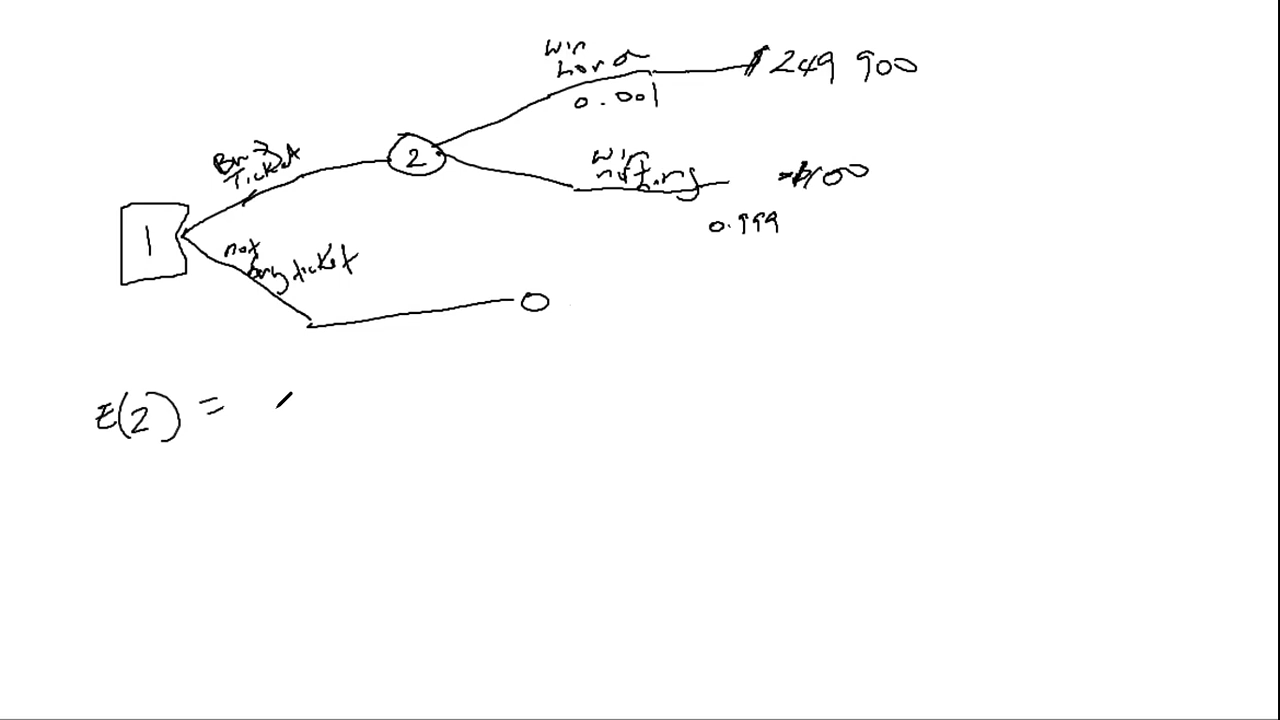 win
0.001
$ 249 900
Buy
Ticket
2
win
nothing
-$100
0.999
1
not
buy ticket
0
E(2) =